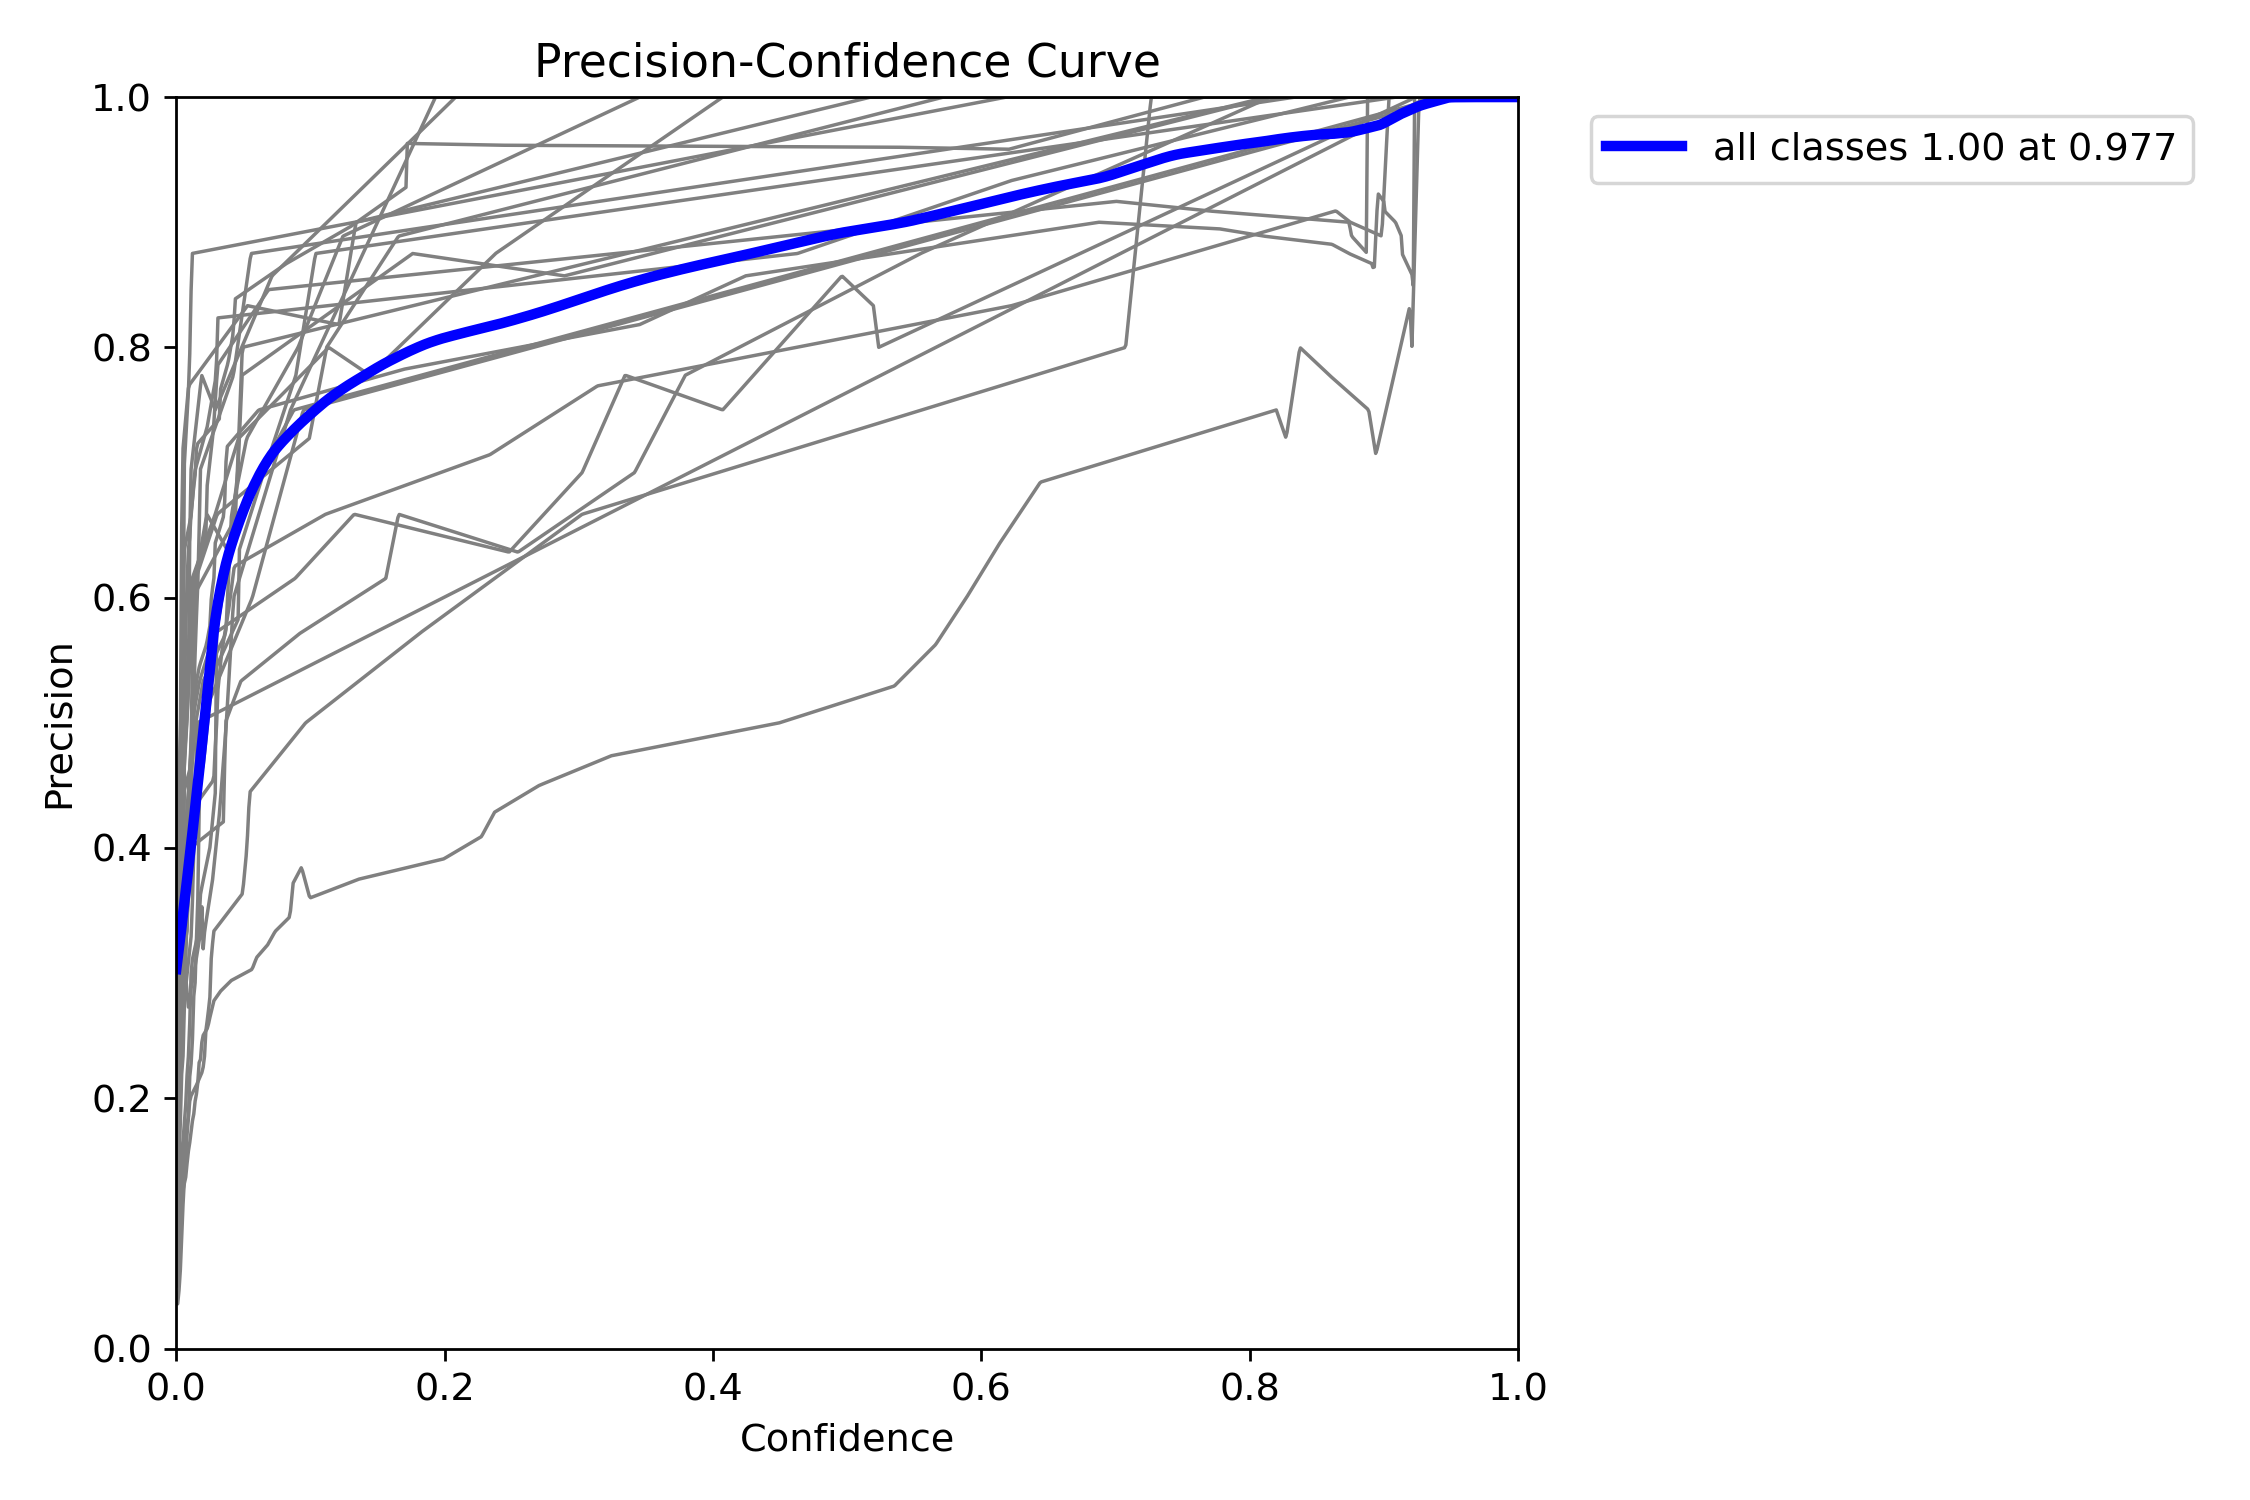 Precision-Confidence Curve
all classes 1.00 at 0.977
Precision
1.0
0.8
0.6
0.4
0.2
0.0
0.0 0.2 0.4 0.6 0.8 1.0
Confidence